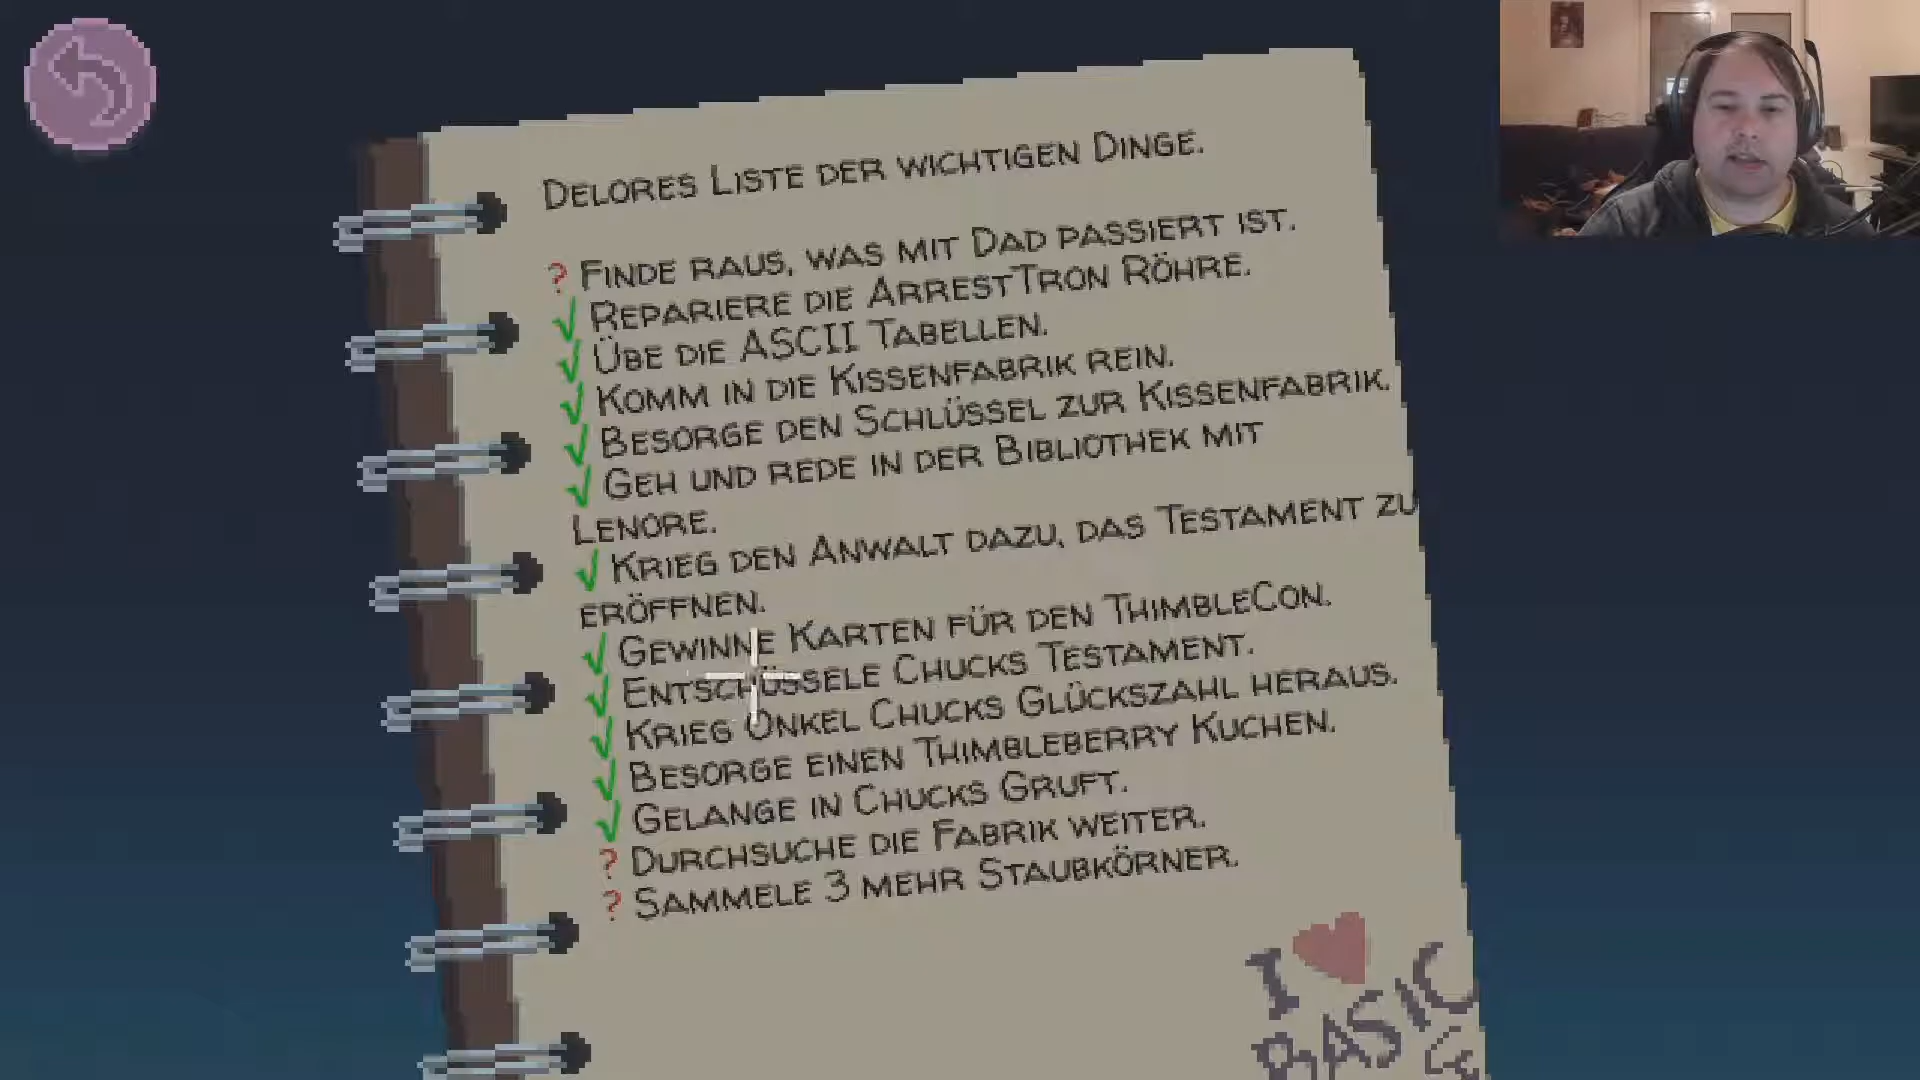 DELORES LISTE DER WICHTIGEN DINGE.
? FINDE RAUS, WAS MIT DAD PASSIERT IST.
√ REPARIERE DIE ARRESTTRON RÖHRE.
√ ÜBE DIE ASCII TABELLEN.
√ KOMM IN DIE KISSENFABRIK REIN.
√ BESORGE DEN SCHLÜSSEL ZUR KISSENFABRIK.
√ GEH UND REDE IN DER BIBLIOTHEK MIT
LENORE.
√ KRIEG DEN ANWALT DAZU, DAS TESTAMENT ZU
ERÖFFNEN.
√ GEWINNE KARTEN FÜR DEN THIMBLECON.
√ ENTSCHÜSSELE CHUCKS TESTAMENT.
√ KRIEG ONKEL CHUCKS GLÜCKSZAHL HERAUS.
√ BESORGE EINEN THIMBLEBERRY KUCHEN.
√ GELANGE IN CHUCKS GRUFT.
? DURCHSUCHE DIE FABRIK WEITER.
? SAMMELE 3 MEHR STAUBKÖRNER.
I ♥
BASIC